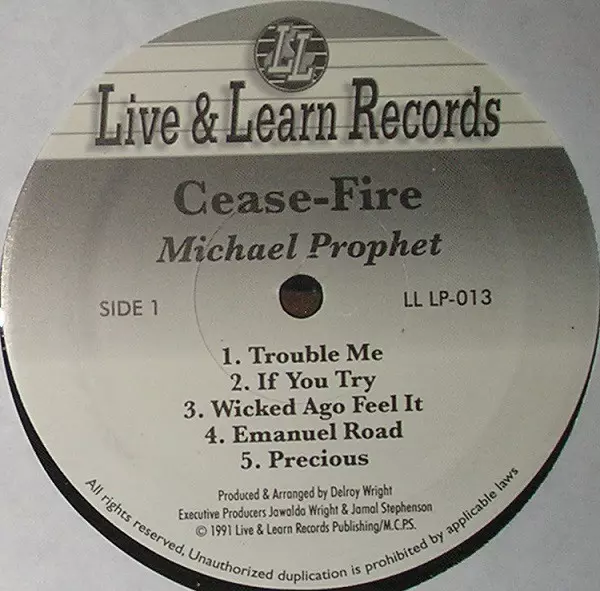 LL
Live & Learn Records
Cease-Fire
Michael Prophet
SIDE 1
LL LP-013
1. Trouble Me
2. If You Try
3. Wicked Ago Feel It
4. Emanuel Road
5. Precious
Produced & Arranged by Delroy Wright
Executive Producers Jawalda Wright & Jamal Stephenson
© 1991 Live & Learn Records Publishing/M.C.P.S.
All rights reserved, Unauthorized duplication is prohibited by applicable laws